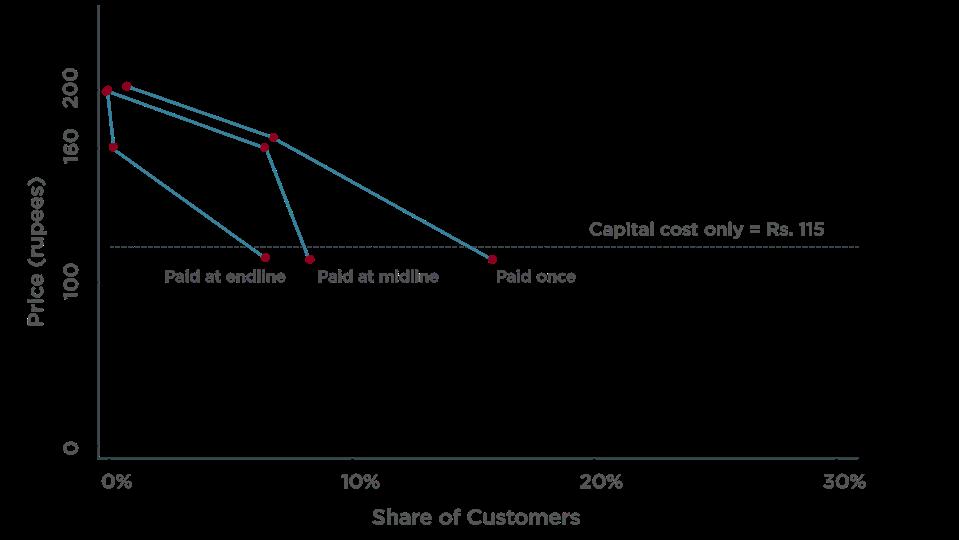 200
160
100
0
Price (rupees)
Capital cost only = Rs. 115
Paid at endline
Paid at midline
Paid once
0%
10%
20%
30%
Share of Customers